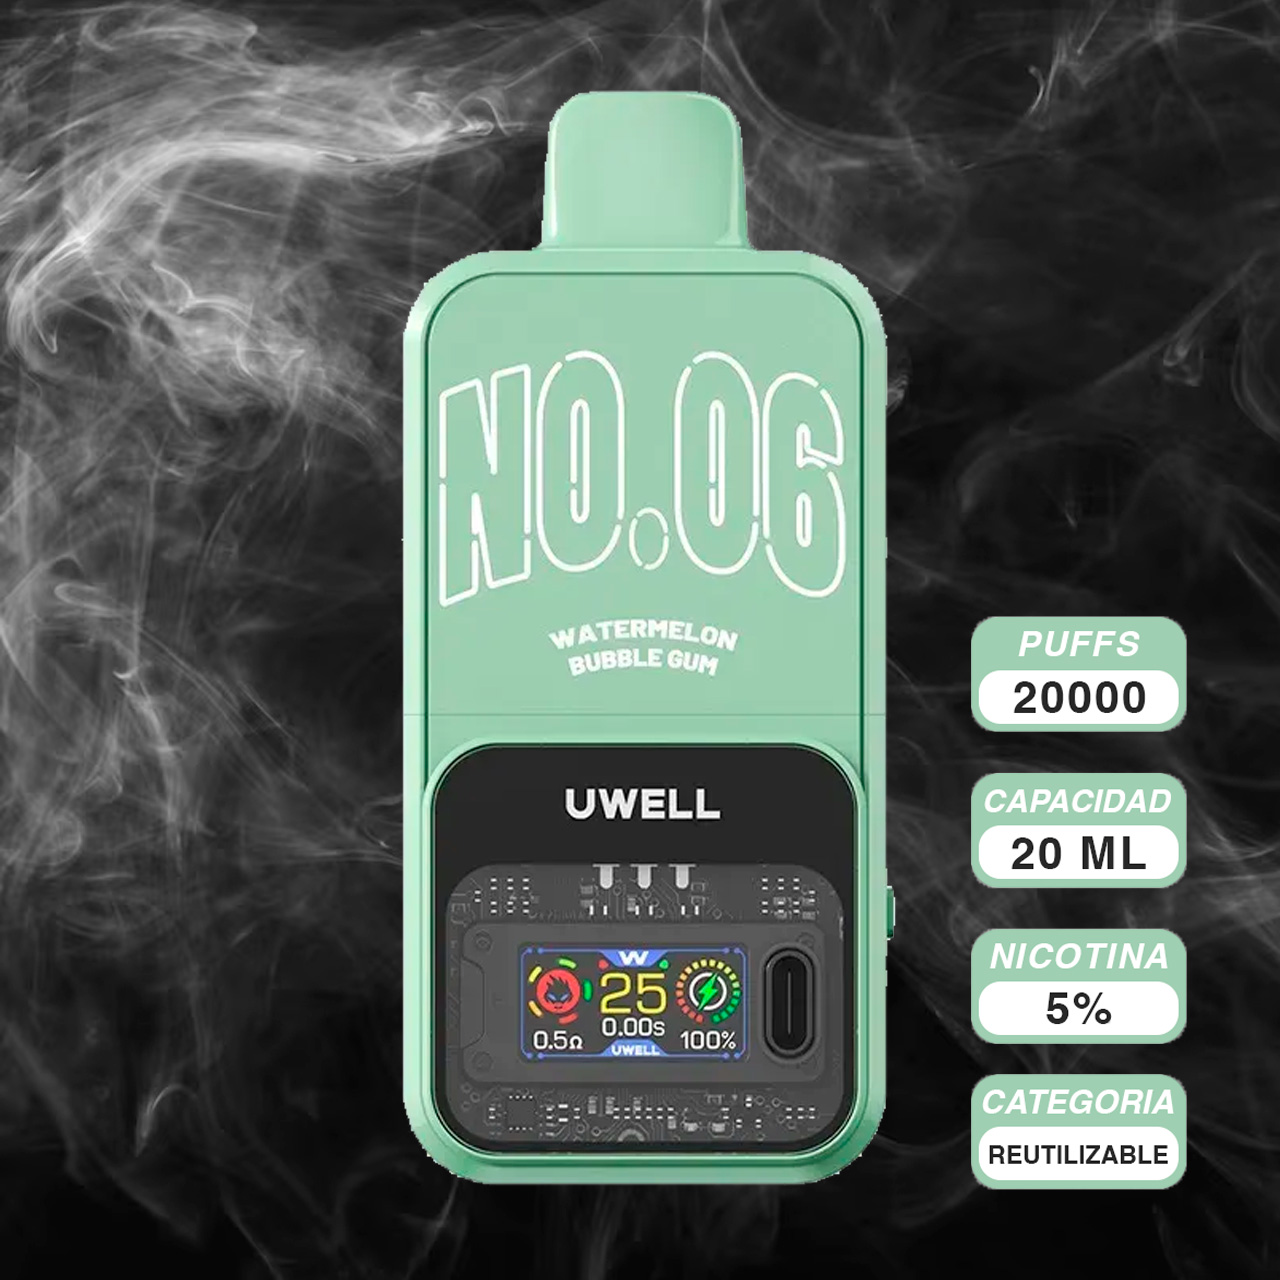 NO.06
WATERMELON
BUBBLE GUM
UWELL
W
25
0.00s
0.5Ω
100%
UWELL
PUFFS
20000
CAPACIDAD
20 ML
NICOTINA
5%
CATEGORIA
REUTILIZABLE